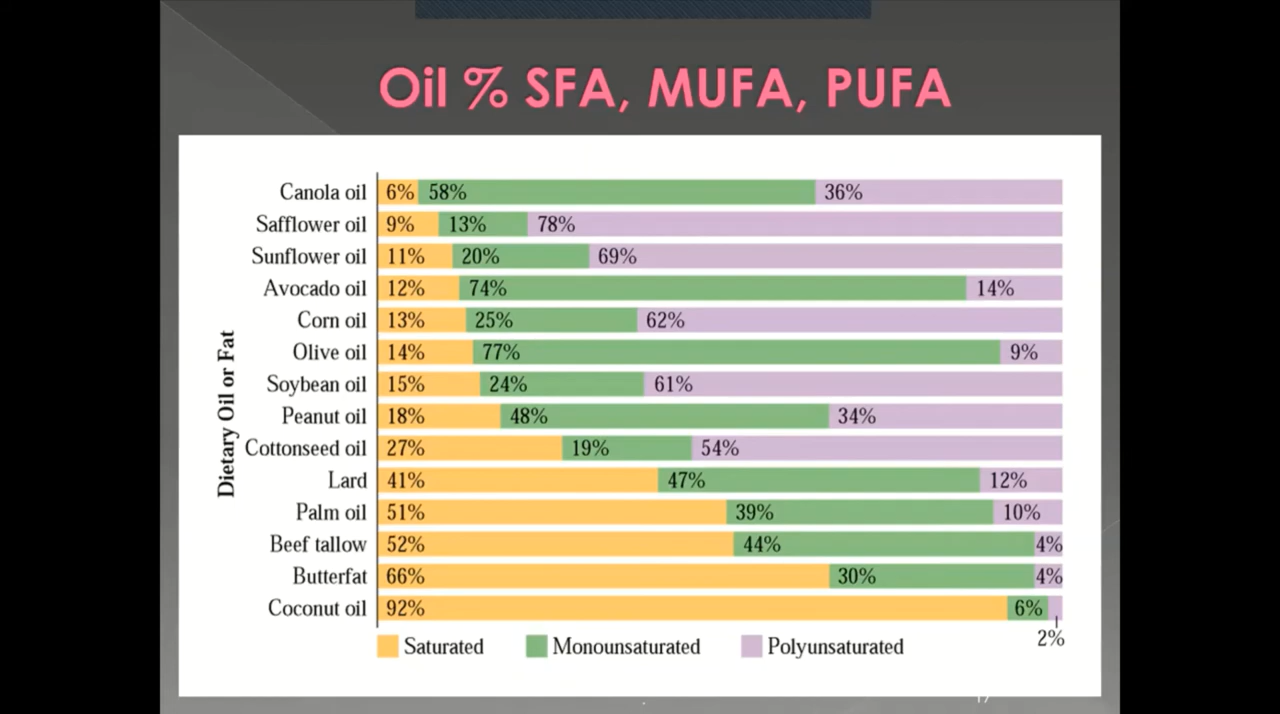 Oil % SFA, MUFA, PUFA
Dietary Oil or Fat
Canola oil 6% 58% 36%
Safflower oil 9% 13% 78%
Sunflower oil 11% 20% 69%
Avocado oil 12% 74% 14%
Corn oil 13% 25% 62%
Olive oil 14% 77% 9%
Soybean oil 15% 24% 61%
Peanut oil 18% 48% 34%
Cottonseed oil 27% 19% 54%
Lard 41% 47% 12%
Palm oil 51% 39% 10%
Beef tallow 52% 44% 4%
Butterfat 66% 30% 4%
Coconut oil 92% 6%
2%
Saturated Monounsaturated Polyunsaturated